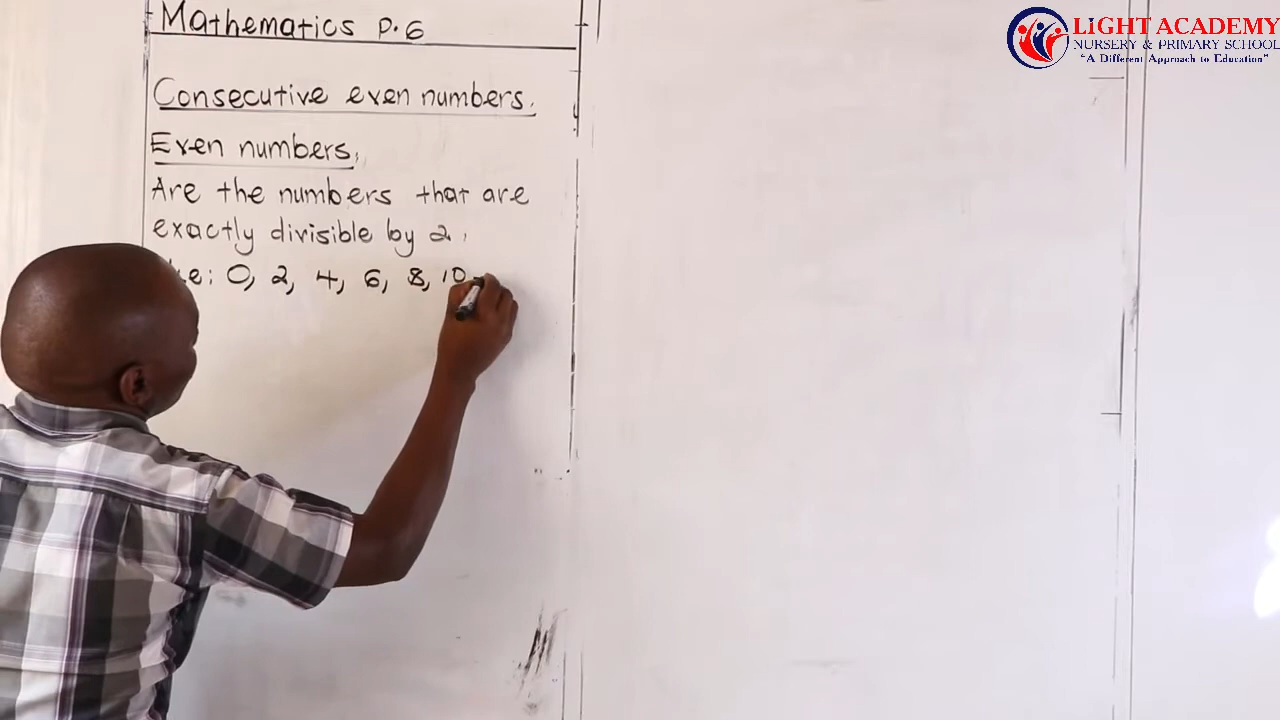 Mathematics P.6
Consecutive even numbers.
Even numbers.
Are the numbers that are
exactly divisible by 2.
0, 2, 4, 6, 8, 10
LIGHT ACADEMY
NURSERY & PRIMARY SCHOOL
"A Different Approach to Education"